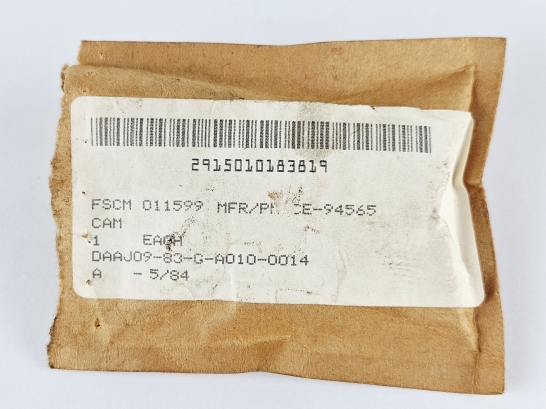 2915010183819
FSCM 011599 MFR/PN CE-94565
CAM
1 EACH
DAAJ09-83-G-A010-0014
A - 5/84